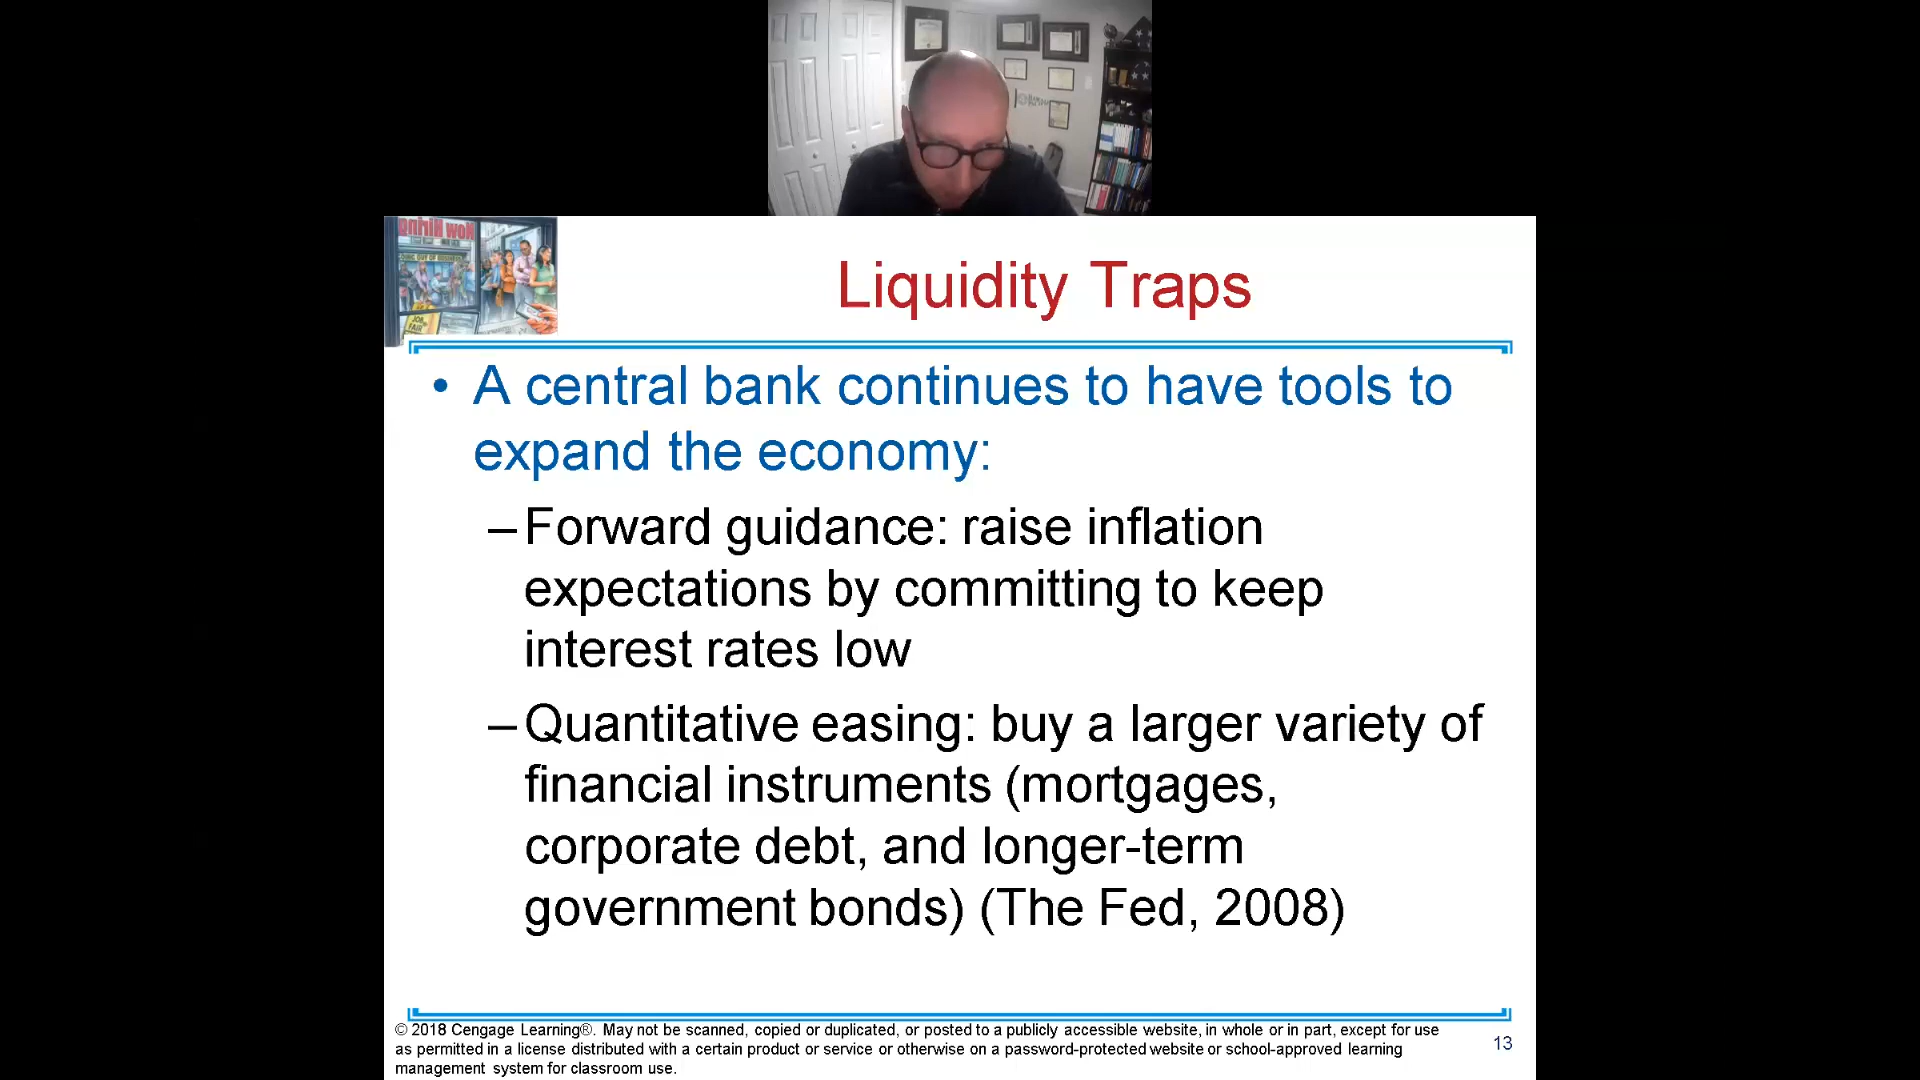 Liquidity Traps
• A central bank continues to have tools to
expand the economy:
–Forward guidance: raise inflation
expectations by committing to keep
interest rates low
–Quantitative easing: buy a larger variety of
financial instruments (mortgages,
corporate debt, and longer-term
government bonds) (The Fed, 2008)
© 2018 Cengage Learning®. May not be scanned, copied or duplicated, or posted to a publicly accessible website, in whole or in part, except for use
as permitted in a license distributed with a certain product or service or otherwise on a password-protected website or school-approved learning
management system for classroom use.
13
Now Hiring
JOB
FAIR